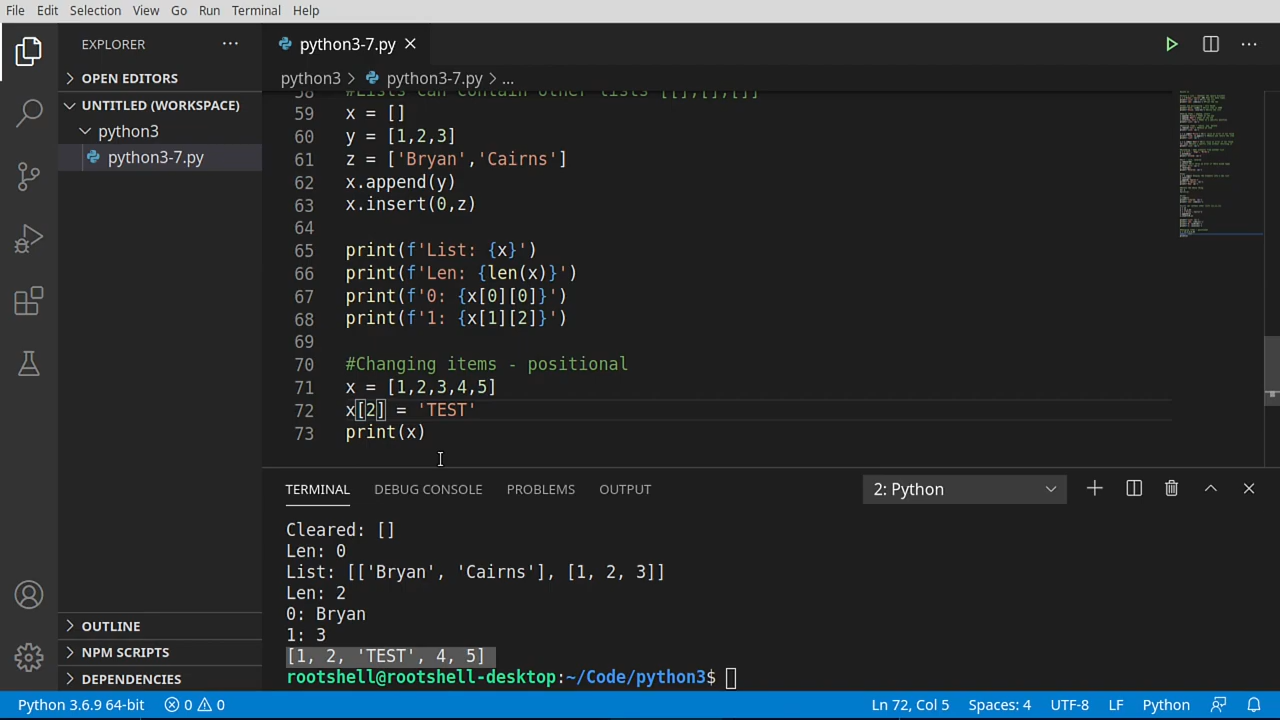 File Edit Selection View Go Run Terminal Help
EXPLORER
OPEN EDITORS
UNTITLED (WORKSPACE)
python3
python3-7.py
OUTLINE
NPM SCRIPTS
DEPENDENCIES
python3-7.py
python3 > python3-7.py > ...
58 #Lists can contain other lists [[],[],[]]
59 x = []
60 y = [1,2,3]
61 z = ['Bryan','Cairns']
62 x.append(y)
63 x.insert(0,z)
64
65 print(f'List: {x}')
66 print(f'Len: {len(x)}')
67 print(f'0: {x[0][0]}')
68 print(f'1: {x[1][2]}')
69
70 #Changing items - positional
71 x = [1,2,3,4,5]
72 x[2] = 'TEST'
73 print(x)
TERMINAL DEBUG CONSOLE PROBLEMS OUTPUT 2: Python
Cleared: []
Len: 0
List: [['Bryan', 'Cairns'], [1, 2, 3]]
Len: 2
0: Bryan
1: 3
[1, 2, 'TEST', 4, 5]
rootshell@rootshell-desktop:~/Code/python3$
Python 3.6.9 64-bit 0 0 Ln 72, Col 5 Spaces: 4 UTF-8 LF Python